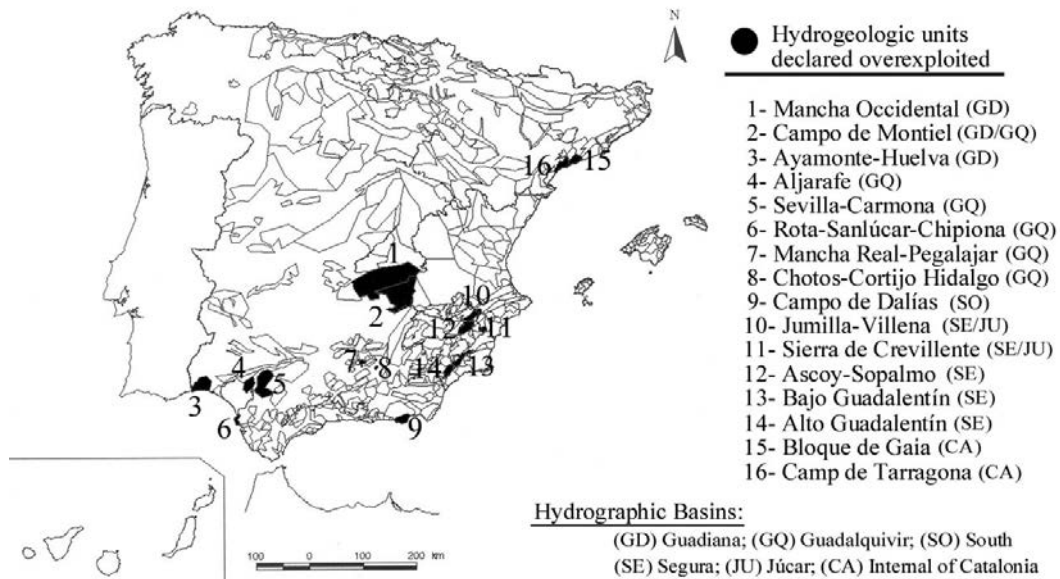 N
Hydrogeologic units
declared overexploited
1- Mancha Occidental (GD)
2- Campo de Montiel (GD/GQ)
3- Ayamonte-Huelva (GD)
4- Aljarafe (GQ)
5- Sevilla-Carmona (GQ)
6- Rota-Sanlúcar-Chipiona (GQ)
7- Mancha Real-Pegalajar (GQ)
8- Chotos-Cortijo Hidalgo (GQ)
9- Campo de Dalías (SO)
10- Jumilla-Villena (SE/JU)
11- Sierra de Crevillente (SE/JU)
12- Ascoy-Sopalmo (SE)
13- Bajo Guadalentín (SE)
14- Alto Guadalentín (SE)
15- Bloque de Gaia (CA)
16- Camp de Tarragona (CA)
16 15
1
10
2 12 11
7 8 14 13
4 5
3
6 9
100 0 100 200 km
Hydrographic Basins:
(GD) Guadiana; (GQ) Guadalquivir; (SO) South
(SE) Segura; (JU) Júcar; (CA) Internal of Catalonia